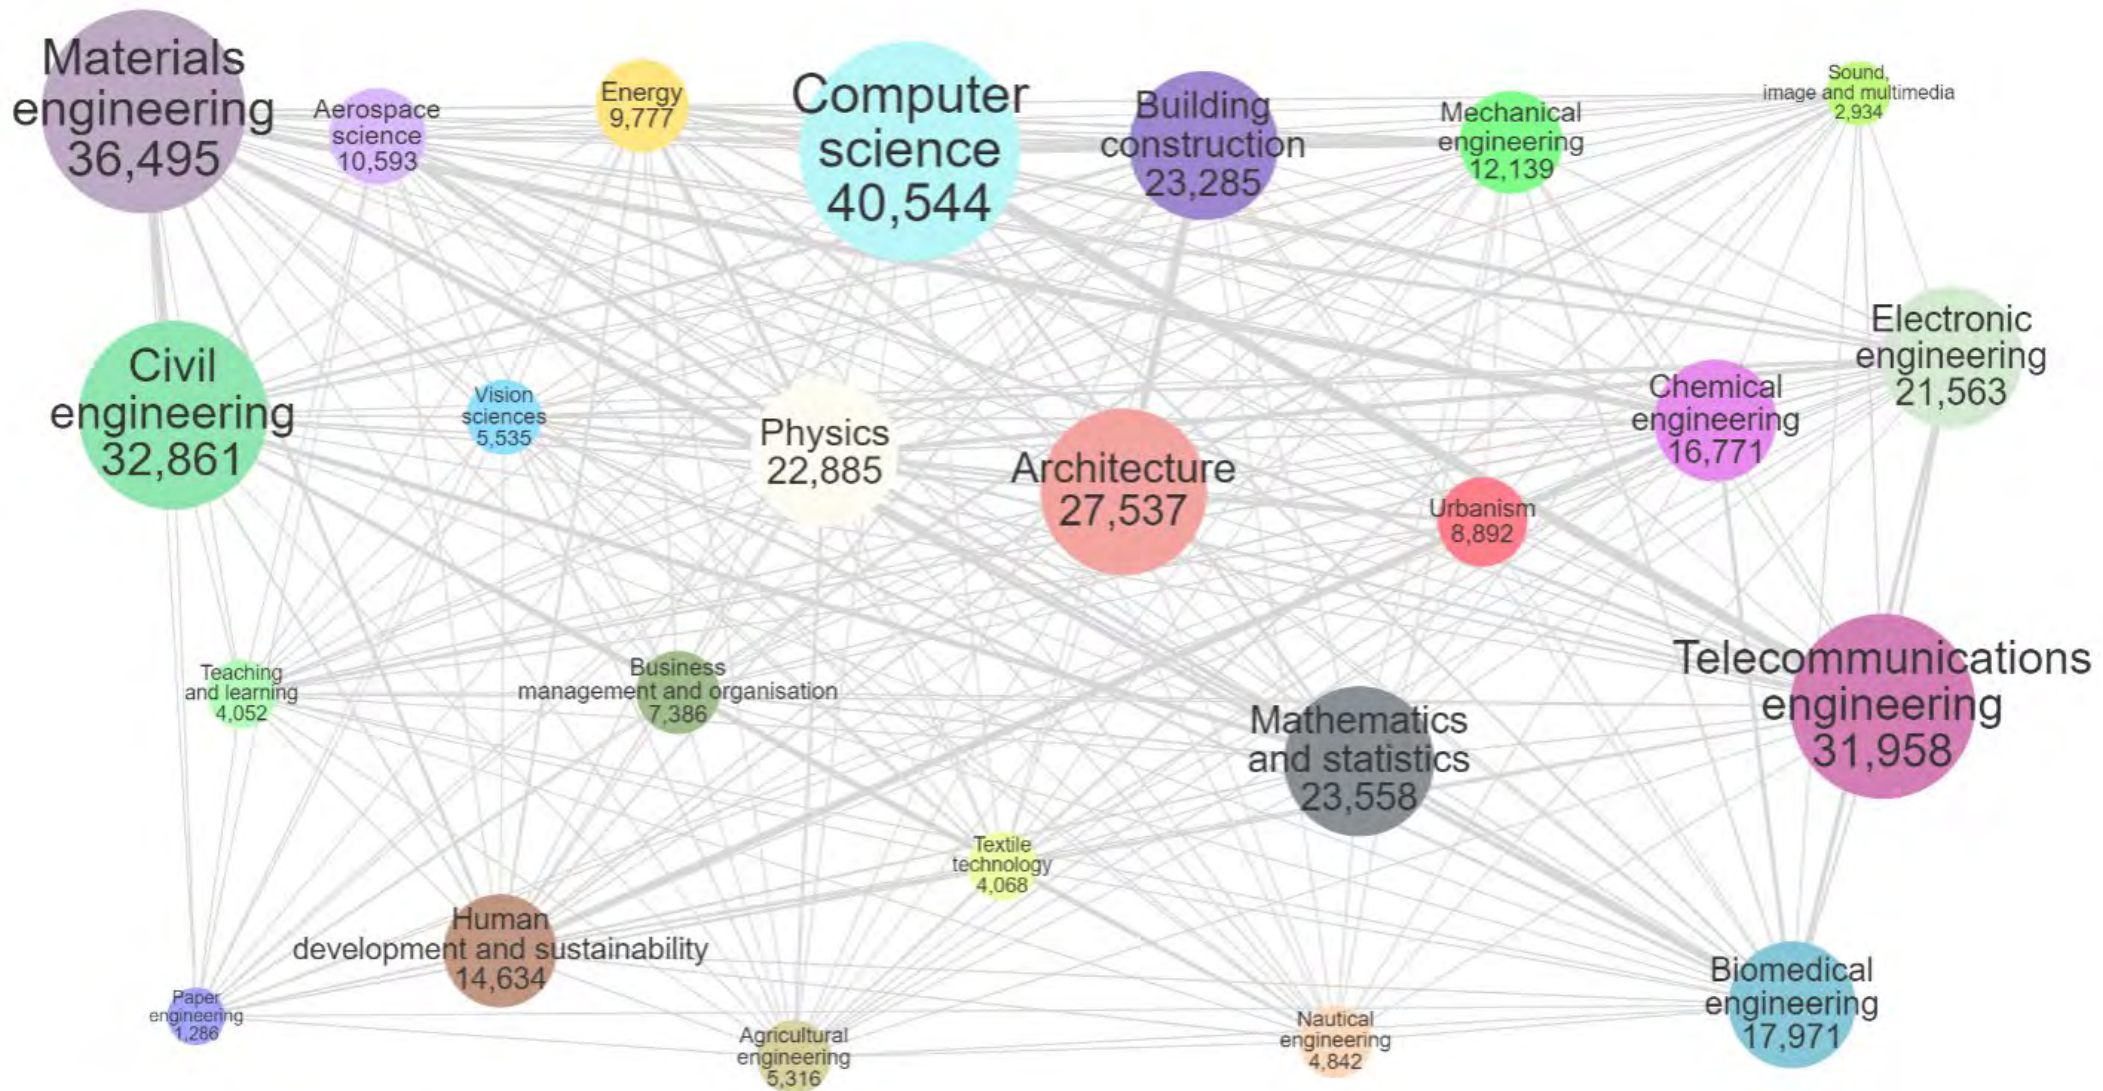 Materials
engineering
36,495
Aerospace
science
10,593
Energy
9,777
Computer
science
40,544
Building
construction
23,285
Mechanical
engineering
12,139
Sound,
image and multimedia
2,934
Civil
engineering
32,861
Vision
sciences
5,535
Physics
22,885
Architecture
27,537
Urbanism
8,892
Chemical
engineering
16,771
Electronic
engineering
21,563
Teaching
and learning
4,052
Business
management and organisation
7,386
Mathematics
and statistics
23,558
Telecommunications
engineering
31,958
Textile
technology
4,068
Human
development and sustainability
14,634
Paper
engineering
1,286
Agricultural
engineering
5,316
Nautical
engineering
4,842
Biomedical
engineering
17,971